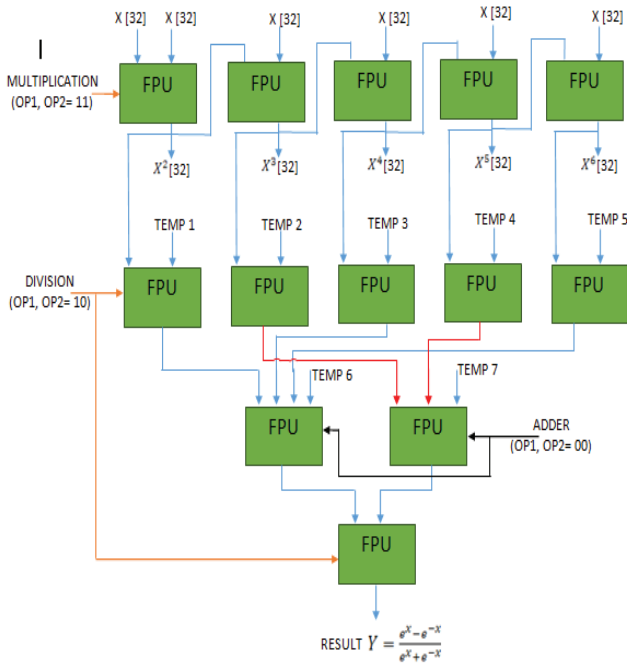 X [32] X [32] X [32] X [32] X [32] X [32]
MULTIPLICATION
(OP1, OP2= 11)
FPU FPU FPU FPU FPU
X²[32] X³[32] X⁴[32] X⁵[32] X⁶[32]
TEMP 1 TEMP 2 TEMP 3 TEMP 4 TEMP 5
DIVISION
(OP1, OP2= 10)
FPU FPU FPU FPU FPU
TEMP 6 TEMP 7
FPU FPU
ADDER
(OP1, OP2= 00)
FPU
RESULT Y = (eˣ − e⁻ˣ)/(eˣ + e⁻ˣ)